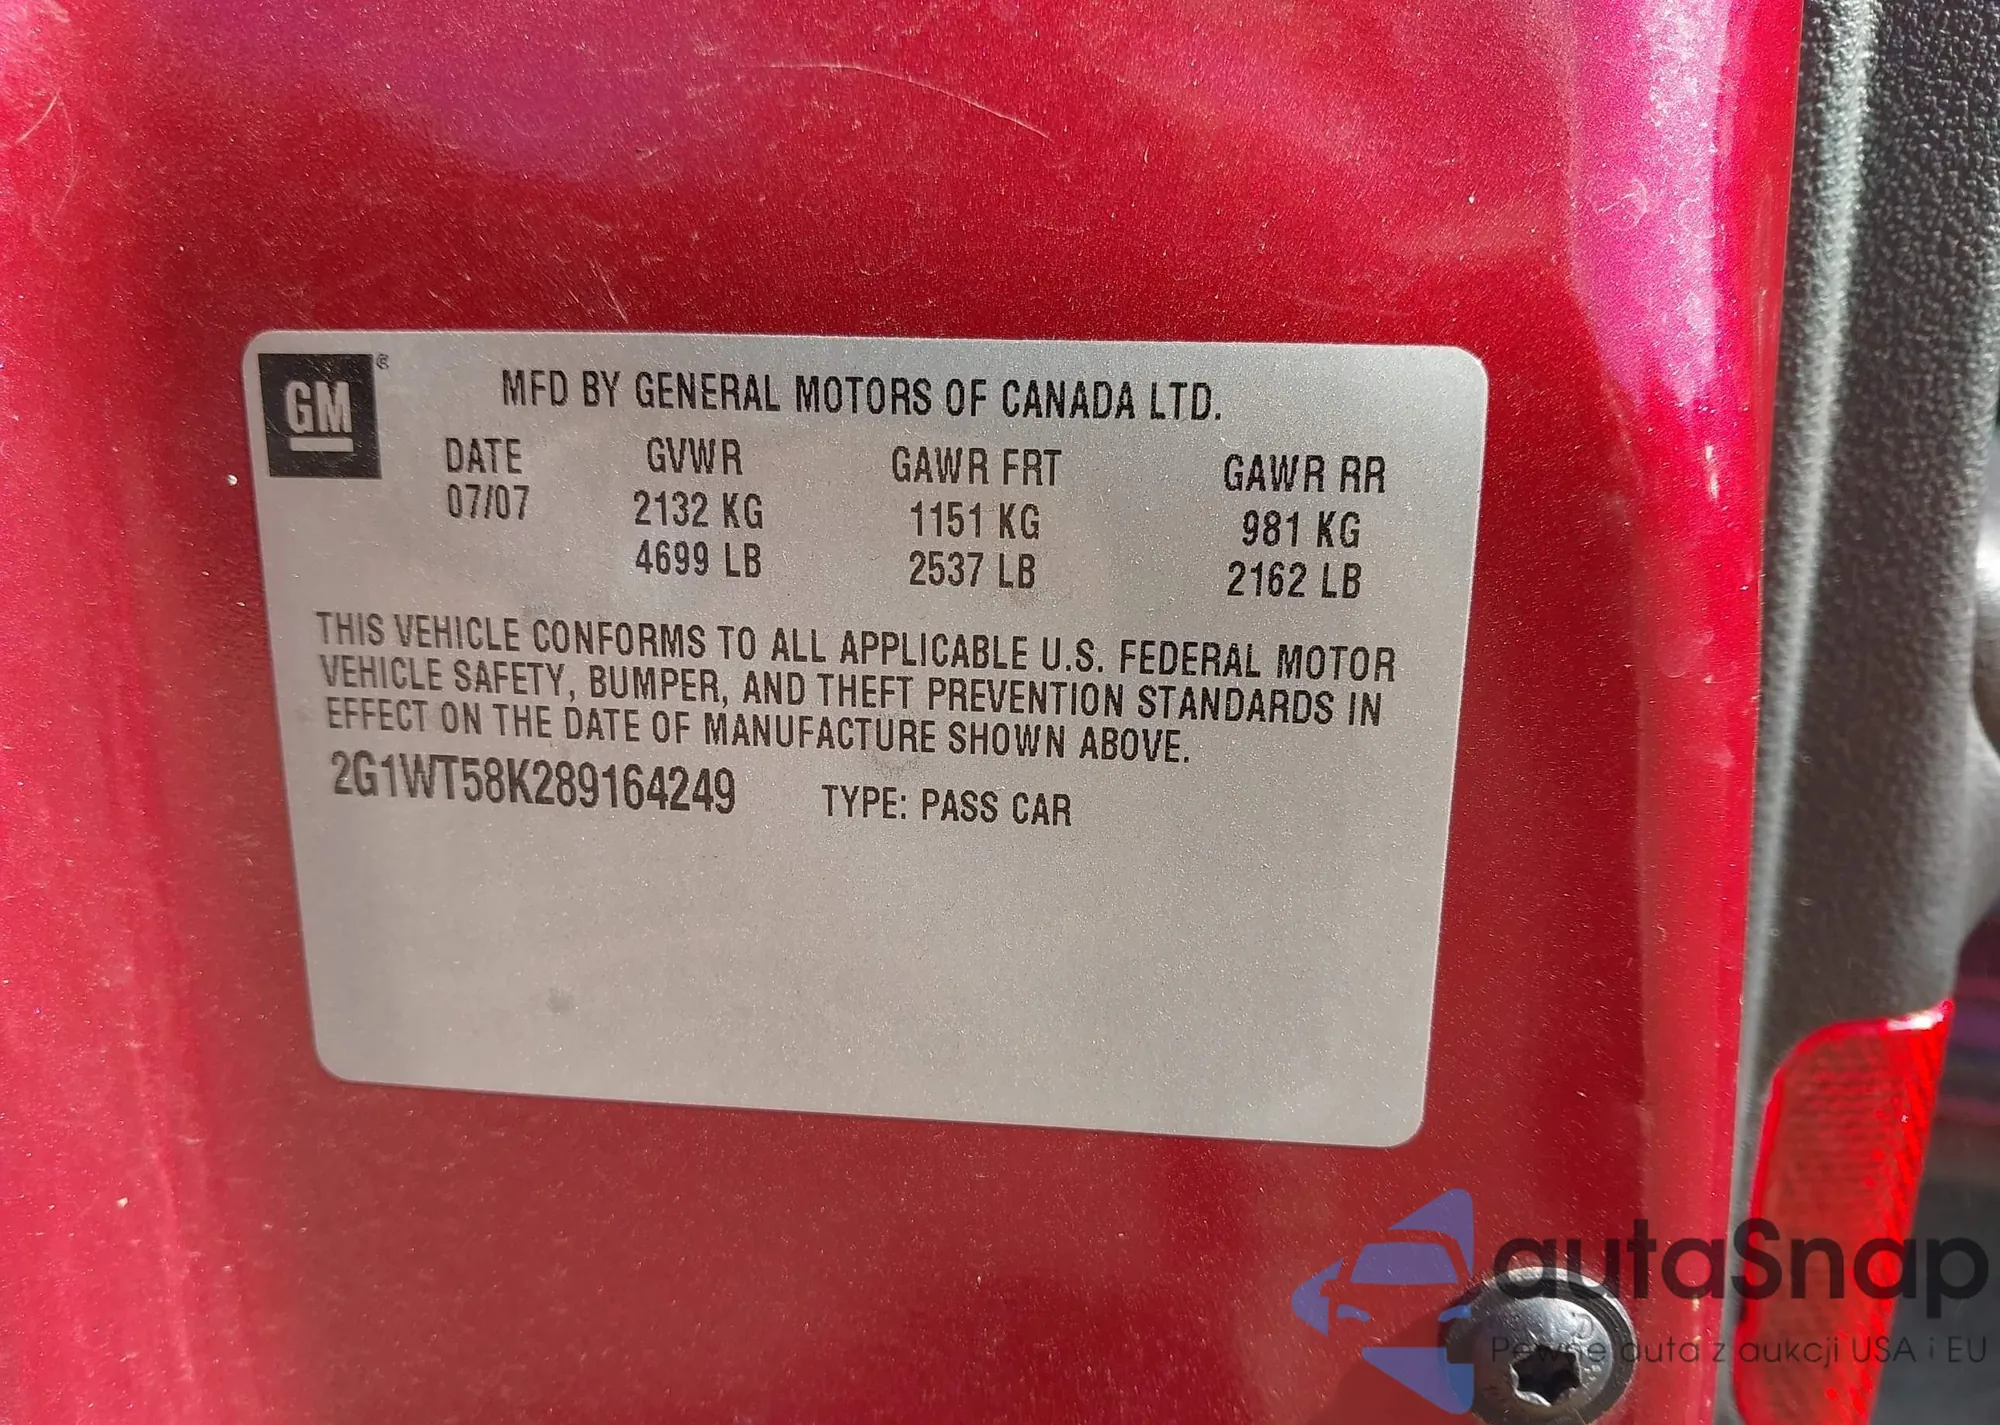 GM ®
MFD BY GENERAL MOTORS OF CANADA LTD.
DATE GVWR GAWR FRT GAWR RR
07/07 2132 KG 1151 KG 981 KG
4699 LB 2537 LB 2162 LB
THIS VEHICLE CONFORMS TO ALL APPLICABLE U.S. FEDERAL MOTOR
VEHICLE SAFETY, BUMPER, AND THEFT PREVENTION STANDARDS IN
EFFECT ON THE DATE OF MANUFACTURE SHOWN ABOVE.
2G1WT58K289164249 TYPE: PASS CAR
autaSnap
Pewne auta z aukcji USA i EU